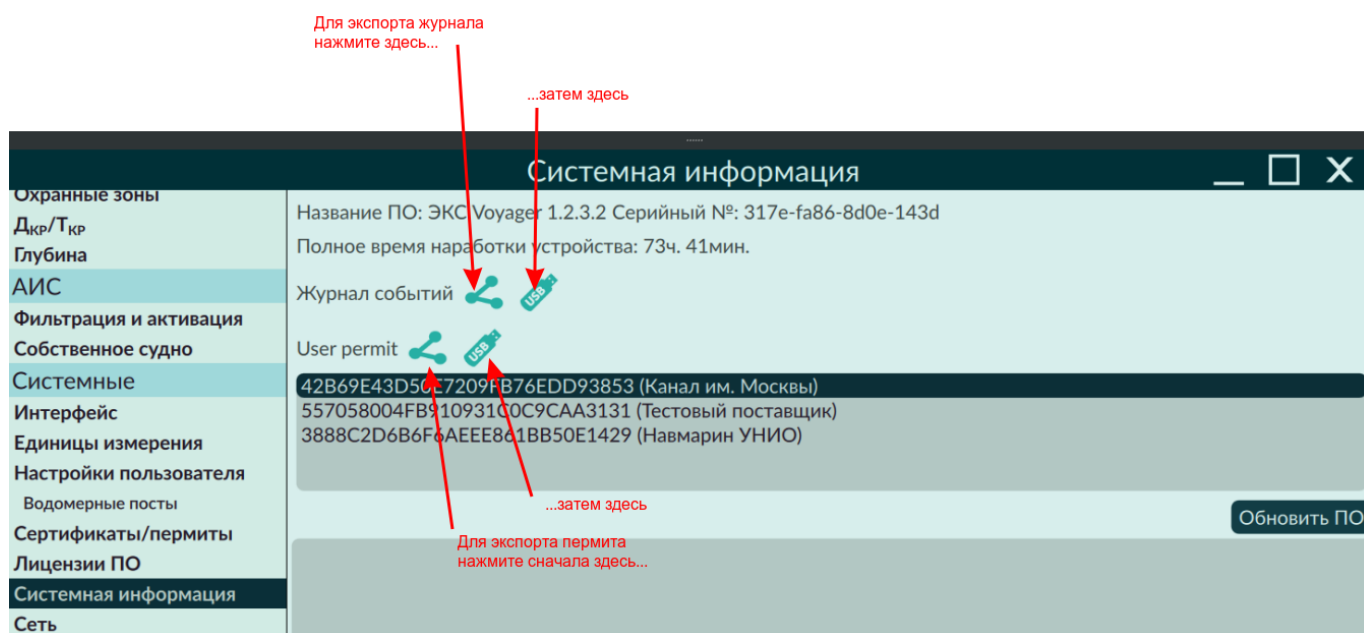 Для экспорта журнала
нажмите здесь...
...затем здесь
Системная информация
Охранные зоны
Дкр/Ткр
Глубина
АИС
Фильтрация и активация
Собственное судно
Системные
Интерфейс
Единицы измерения
Настройки пользователя
Водомерные посты
Сертификаты/пермиты
Лицензии ПО
Системная информация
Сеть
Название ПО: ЭКС Voyager 1.2.3.2 Серийный №: 317e-fa86-8d0e-143d
Полное время наработки устройства: 73ч. 41мин.
Журнал событий
USB
User permit
USB
(Канал им. Москвы)
(Тестовый поставщик)
(Навмарин УНИО)
...затем здесь
Обновить ПО
Для экспорта пермита
нажмите сначала здесь...